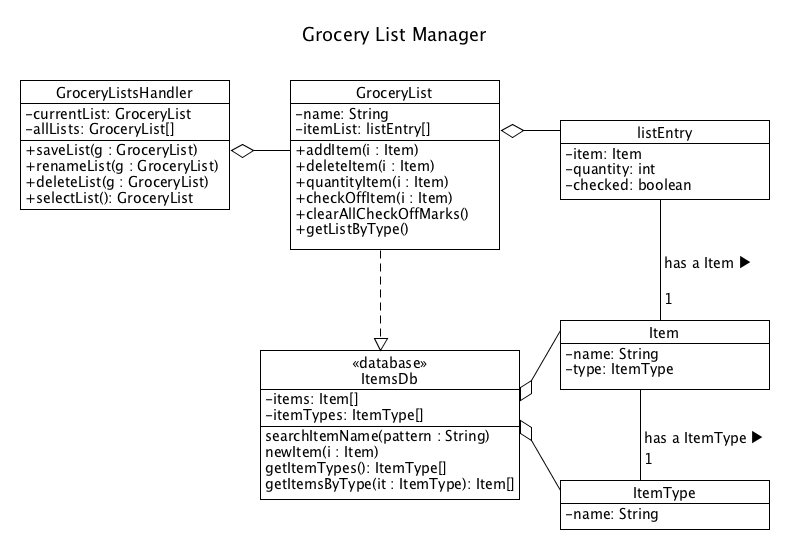 Grocery List Manager
GroceryListsHandler
-currentList: GroceryList
-allLists: GroceryList[]
+saveList(g : GroceryList)
+renameList(g : GroceryList)
+deleteList(g : GroceryList)
+selectList(): GroceryList
GroceryList
-name: String
-itemList: listEntry[]
+addItem(i : Item)
+deleteItem(i : Item)
+quantityItem(i : Item)
+checkOffItem(i : Item)
+clearAllCheckOffMarks()
+getListByType()
listEntry
-item: Item
-quantity: int
-checked: boolean
has a Item ▶
1
Item
-name: String
-type: ItemType
«database»
ItemsDb
-items: Item[]
-itemTypes: ItemType[]
searchItemName(pattern : String)
newItem(i : Item)
getItemTypes(): ItemType[]
getItemsByType(it : ItemType): Item[]
has a ItemType ▶
1
ItemType
-name: String